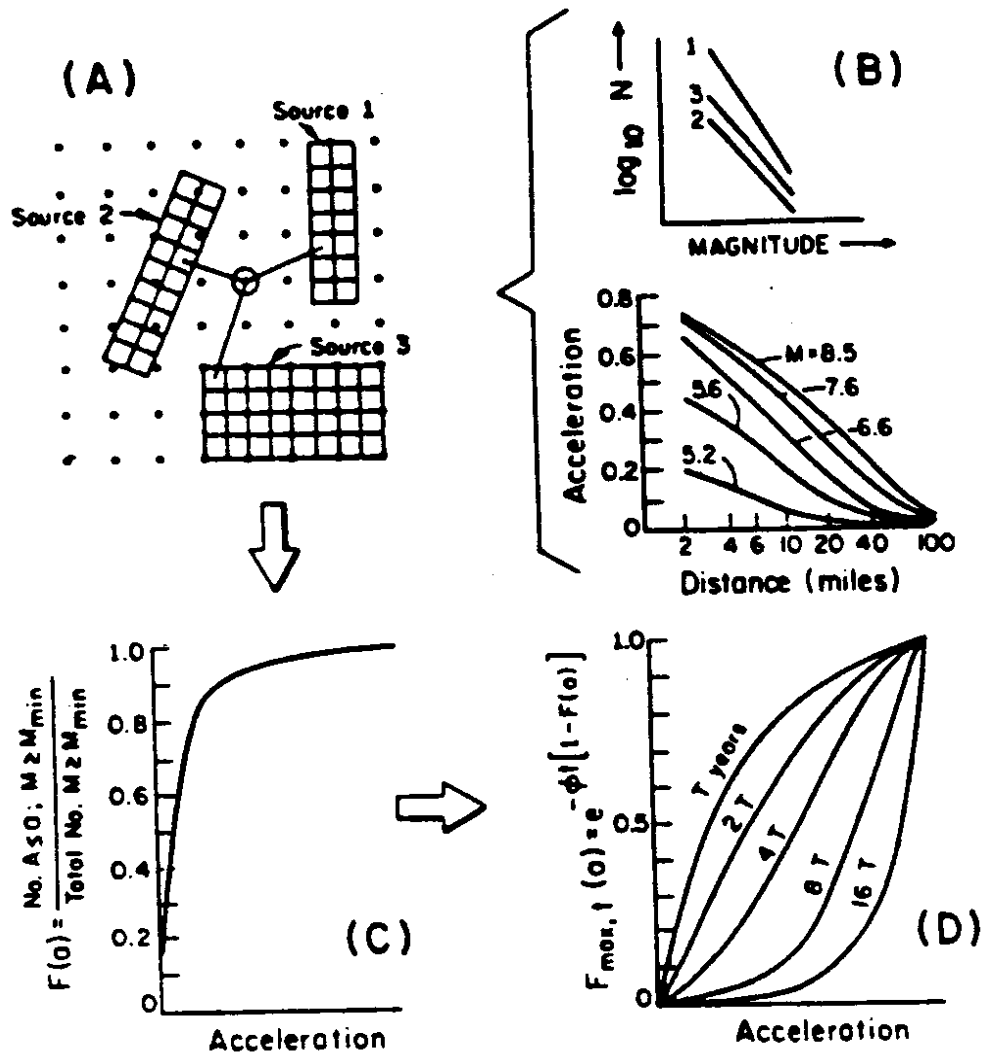 (A)
Source 1
Source 2
Source 3
(B)
log10 N
1
3
2
MAGNITUDE
Acceleration
0.8
0.6
0.4
0.2
0
M=8.5
7.6
6.6
5.6
5.2
2 4 6 10 20 40 100
Distance (miles)
F(a) = No. A≤a; M≥Mmin / Total No. M≥Mmin
1.0
0.8
0.6
0.4
0.2
0
(C)
Acceleration
Fmax,t (a) = e^-φt[1-F(a)]
1.0
0.5
0
T years
2T
4T
8T
16T
(D)
Acceleration